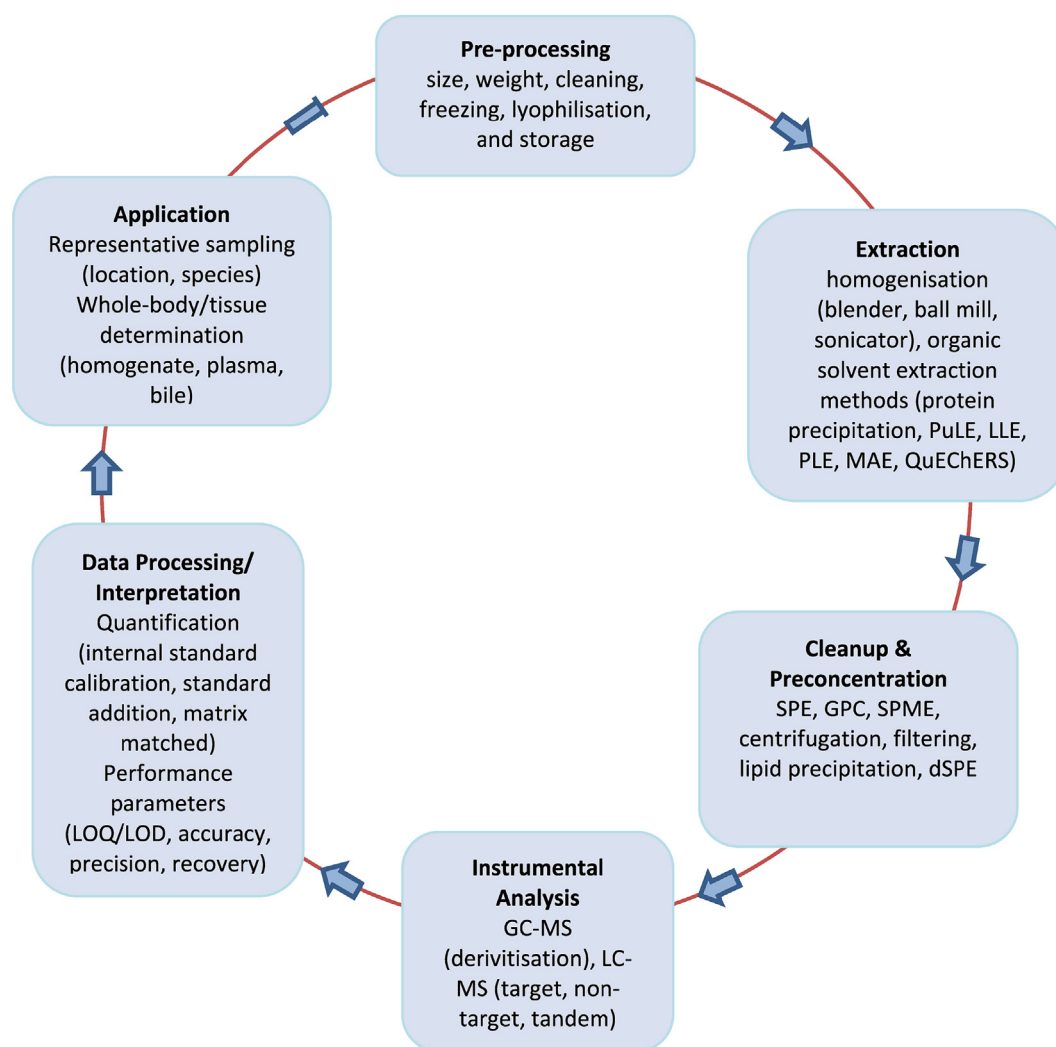 Pre-processing
size, weight, cleaning,
freezing, lyophilisation,
and storage
Extraction
homogenisation
(blender, ball mill,
sonicator), organic
solvent extraction
methods (protein
precipitation, PuLE, LLE,
PLE, MAE, QuEChERS)
Cleanup &
Preconcentration
SPE, GPC, SPME,
centrifugation, filtering,
lipid precipitation, dSPE
Instrumental
Analysis
GC-MS
(derivitisation), LC-
MS (target, non-
target, tandem)
Data Processing/
Interpretation
Quantification
(internal standard
calibration, standard
addition, matrix
matched)
Performance
parameters
(LOQ/LOD, accuracy,
precision, recovery)
Application
Representative sampling
(location, species)
Whole-body/tissue
determination
(homogenate, plasma,
bile)